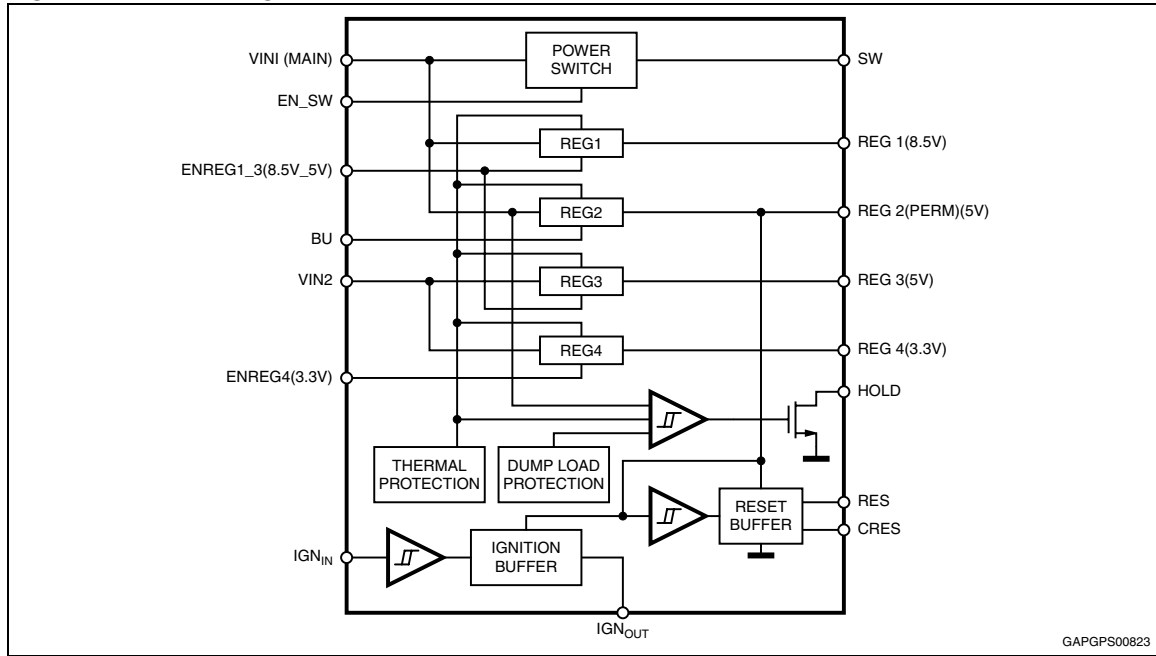 VINI (MAIN)
POWER
SWITCH
SW
EN_SW
REG1
REG 1(8.5V)
ENREG1_3(8.5V_5V)
REG2
REG 2(PERM)(5V)
BU
VIN2
REG3
REG 3(5V)
REG4
REG 4(3.3V)
ENREG4(3.3V)
HOLD
THERMAL
PROTECTION
DUMP LOAD
PROTECTION
RESET
BUFFER
RES
CRES
IGNIN
IGNITION
BUFFER
IGNOUT
GAPGPS00823